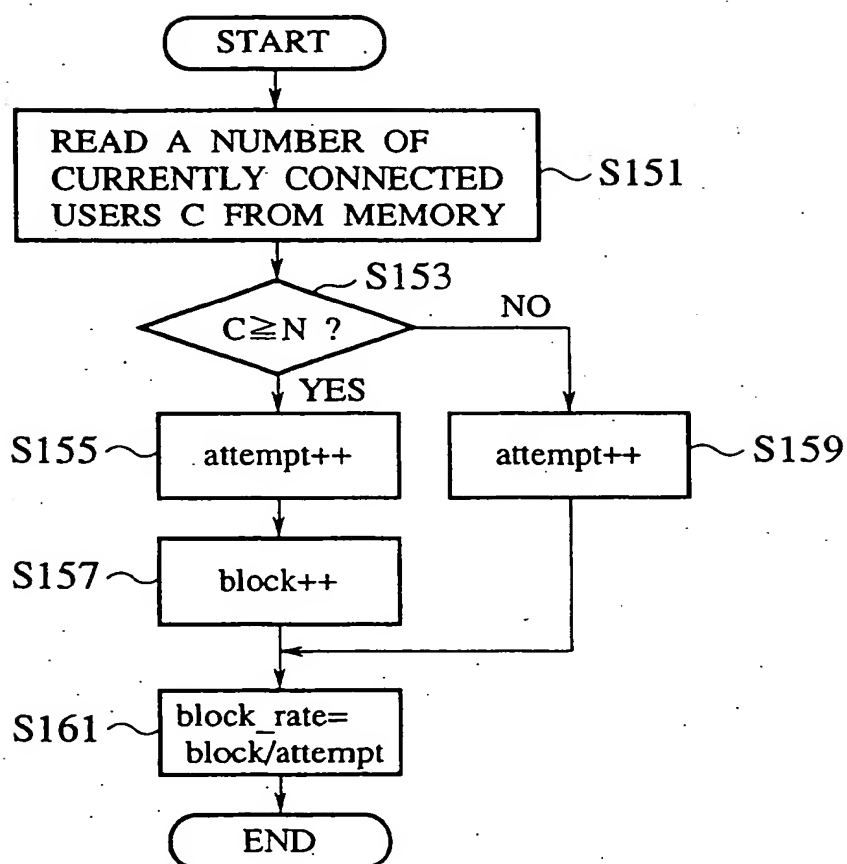 START
READ A NUMBER OF
CURRENTLY CONNECTED
USERS C FROM MEMORY
S151
S153
C≧N ?
NO
YES
S155
attempt++
attempt++
S159
S157
block++
S161
block_rate=
block/attempt
END